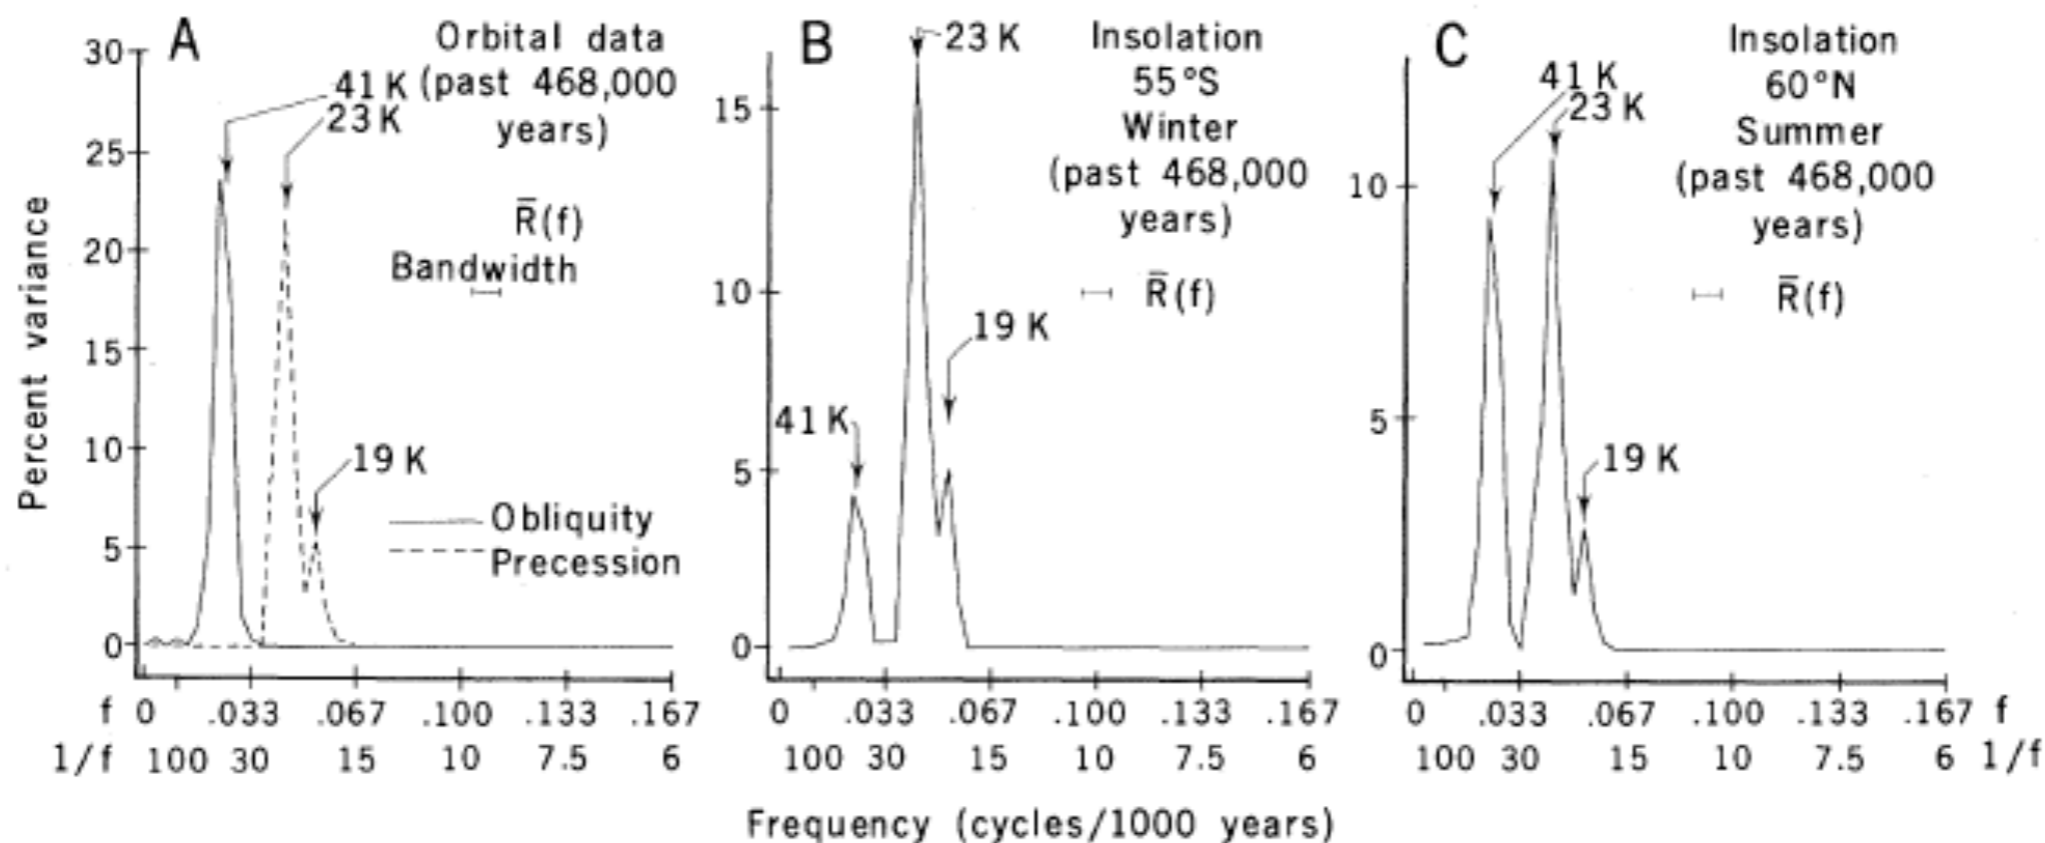 A
Orbital data
(past 468,000
years)
41 K
23 K
19 K
R̄(f)
Bandwidth
Obliquity
Precession
Percent variance
30
25
20
15
10
5
0
f 0 .033 .067 .100 .133 .167
1/f 100 30 15 10 7.5 6
B
Insolation
55°S
Winter
(past 468,000
years)
R̄(f)
23 K
19 K
41 K
15
10
5
0
0 .033 .067 .100 .133 .167
100 30 15 10 7.5 6
C
Insolation
60°N
Summer
(past 468,000
years)
R̄(f)
41 K
23 K
19 K
10
5
0
0 .033 .067 .100 .133 .167 f
100 30 15 10 7.5 6 1/f
Frequency (cycles/1000 years)